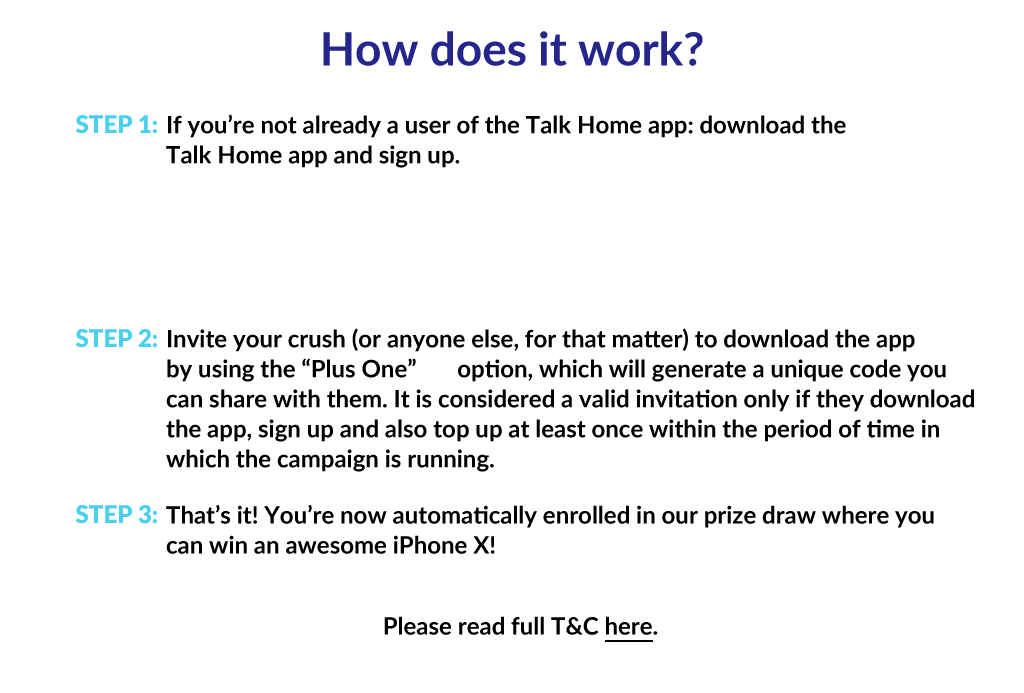 How does it work?
STEP 1: If you’re not already a user of the Talk Home app: download the
Talk Home app and sign up.
STEP 2: Invite your crush (or anyone else, for that matter) to download the app
by using the “Plus One” option, which will generate a unique code you
can share with them. It is considered a valid invitation only if they download
the app, sign up and also top up at least once within the period of time in
which the campaign is running.
STEP 3: That’s it! You’re now automatically enrolled in our prize draw where you
can win an awesome iPhone X!
Please read full T&C here.